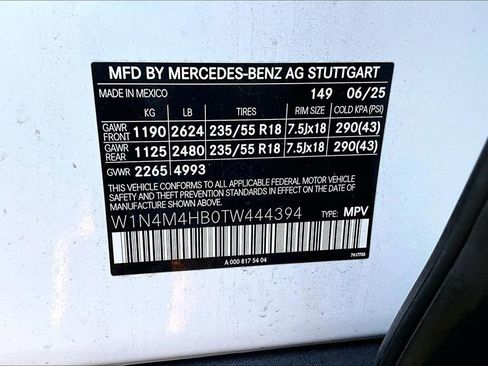 MFD BY MERCEDES-BENZ AG STUTTGART
MADE IN MEXICO 149 06/25
KG LB TIRES RIM SIZE COLD KPA (PSI)
GAWR FRONT 1190 2624 235/55 R18 7.5Jx18 290(43)
GAWR REAR 1125 2480 235/55 R18 7.5Jx18 290(43)
GVWR 2265 4993
THIS VEHICLE CONFORMS TO ALL APPLICABLE FEDERAL MOTOR VEHICLE
SAFETY AND THEFT PREVENTION STANDARDS IN EFFECT ON THE DATE OF
MANUFACTURE SHOWN ABOVE.
W1N4M4HB0TW444394 TYPE: MPV
A 000 817 54 04
7617733